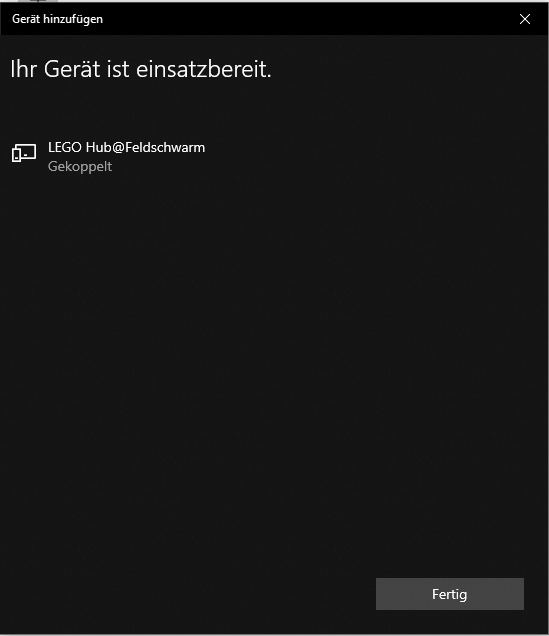 Gerät hinzufügen
Ihr Gerät ist einsatzbereit.
LEGO Hub@Feldschwarm
Gekoppelt
Fertig